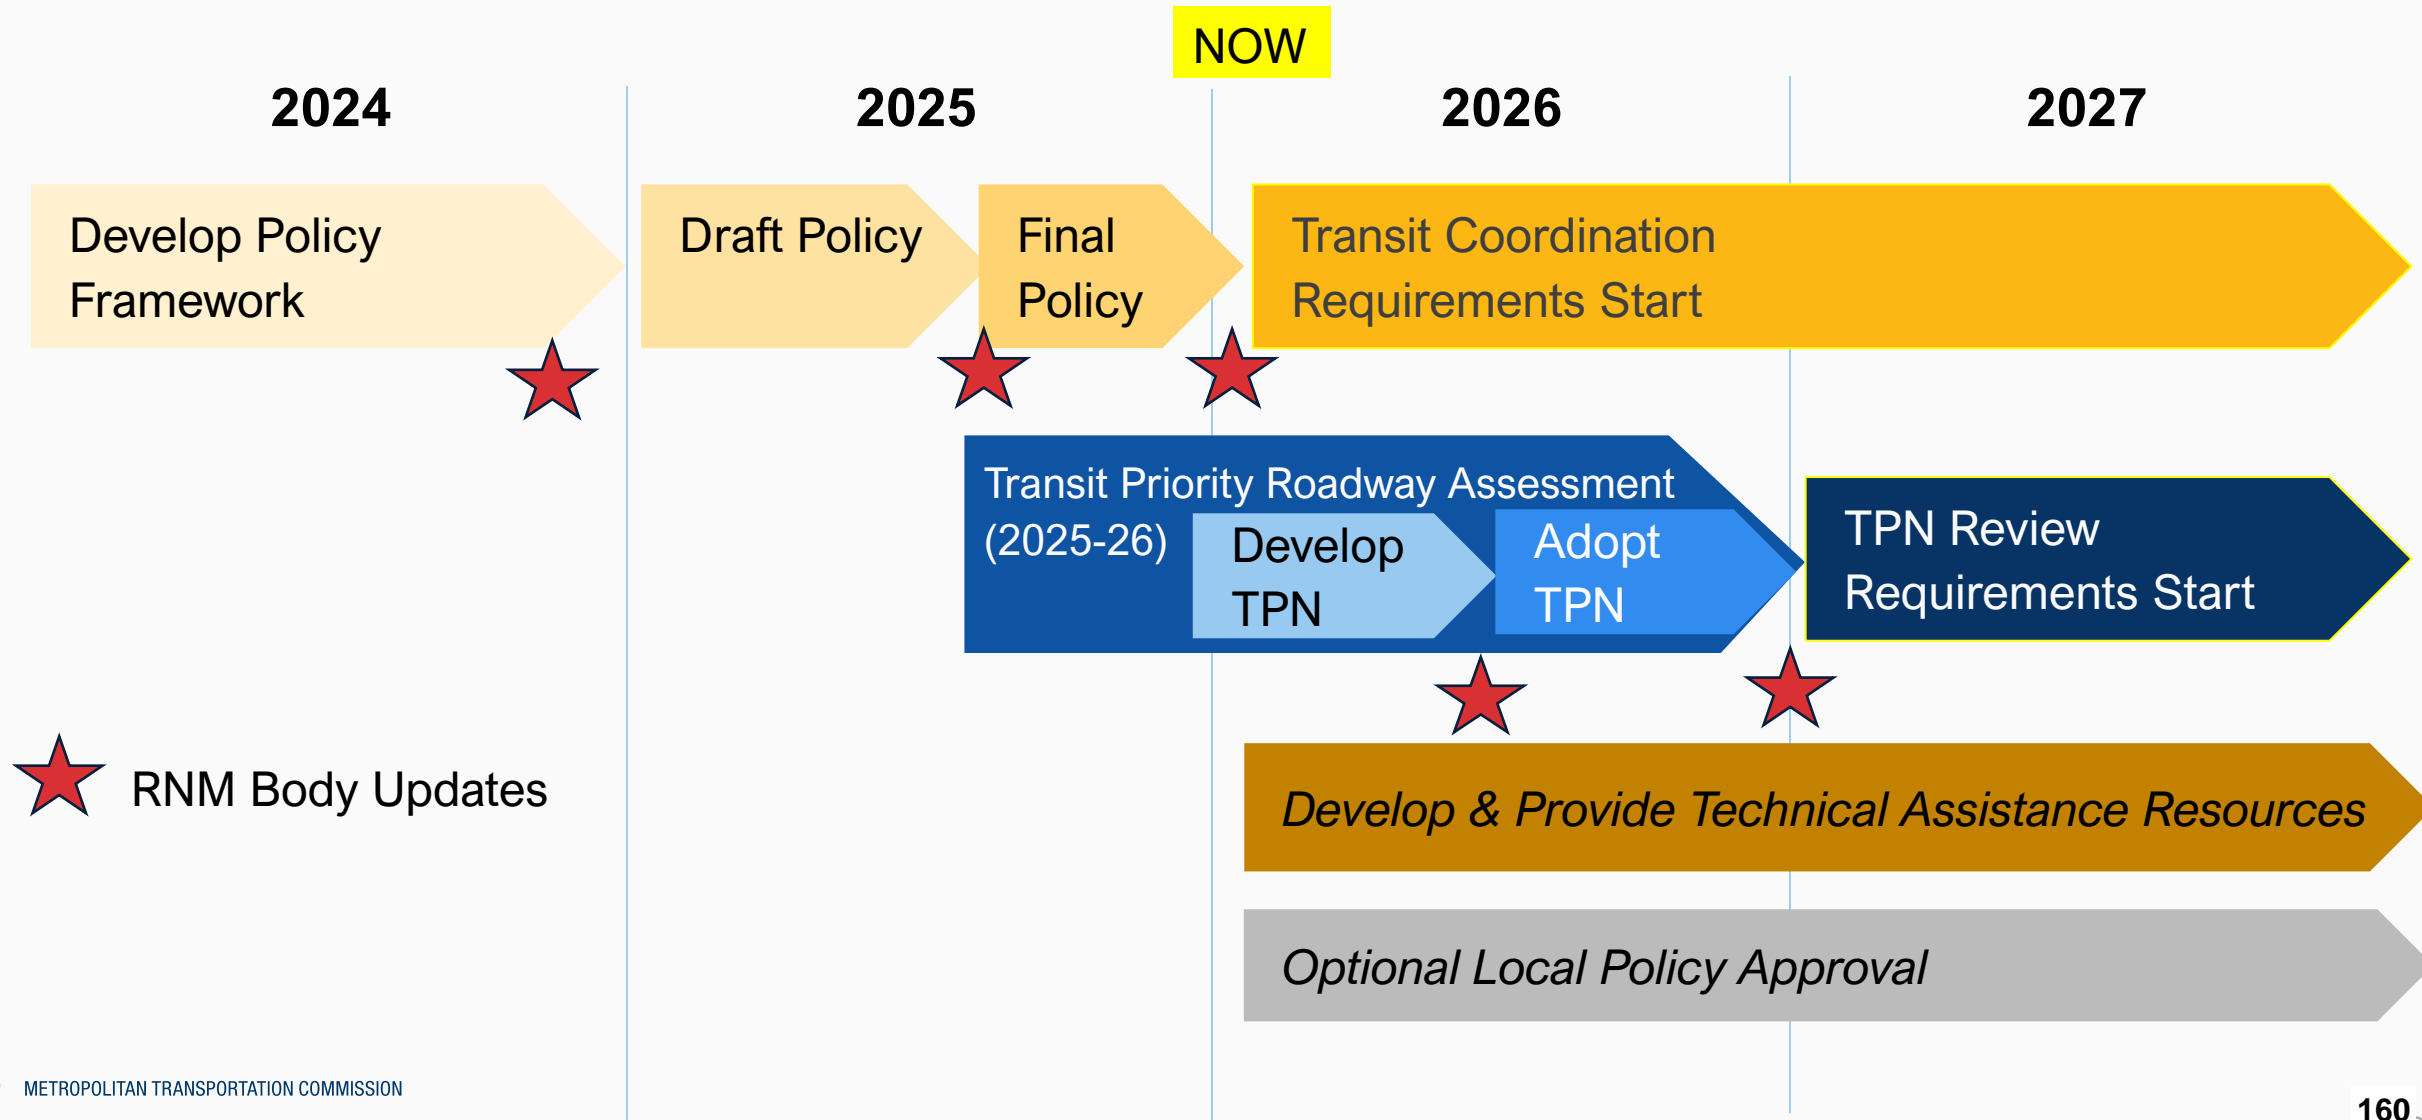 NOW
2024
2025
2026
2027
Develop Policy
Framework
Draft Policy
Final
Policy
Transit Coordination
Requirements Start
Transit Priority Roadway Assessment
(2025-26)
Develop
TPN
Adopt
TPN
TPN Review
Requirements Start
RNM Body Updates
Develop & Provide Technical Assistance Resources
Optional Local Policy Approval
METROPOLITAN TRANSPORTATION COMMISSION
160